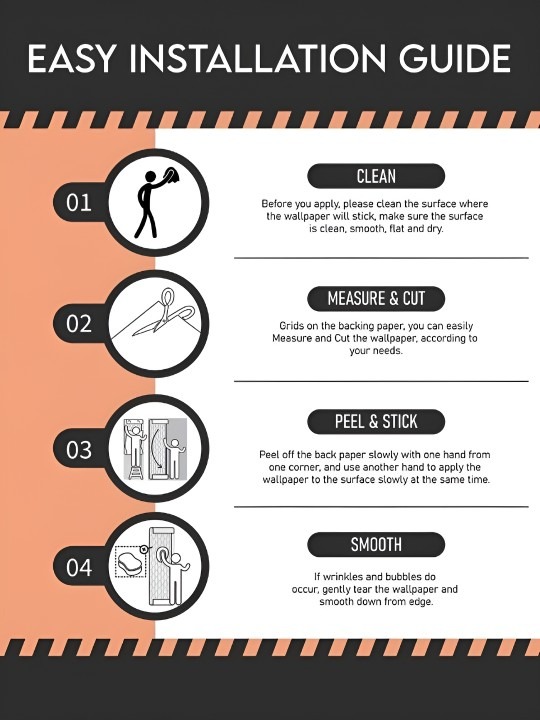 EASY INSTALLATION GUIDE
01
CLEAN
Before you apply, please clean the surface where
the wallpaper will stick, make sure the surface
is clean, smooth, flat and dry.
02
MEASURE & CUT
Grids on the backing paper, you can easily
Measure and Cut the wallpaper, according to
your needs.
03
PEEL & STICK
Peel off the back paper slowly with one hand from
one corner, and use another hand to apply the
wallpaper to the surface slowly at the same time.
04
SMOOTH
If wrinkles and bubbles do
occur, gently tear the wallpaper and
smooth down from edge.